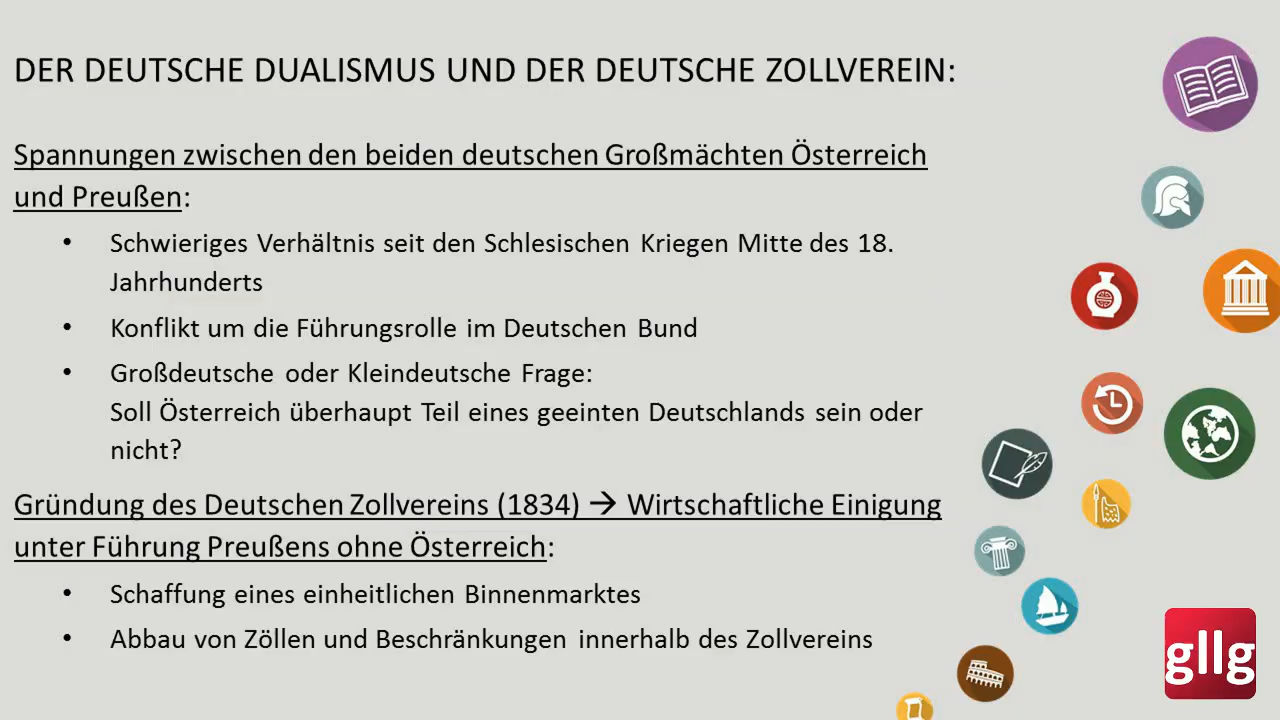 DER DEUTSCHE DUALISMUS UND DER DEUTSCHE ZOLLVEREIN:
Spannungen zwischen den beiden deutschen Großmächten Österreich
und Preußen:
• Schwieriges Verhältnis seit den Schlesischen Kriegen Mitte des 18.
Jahrhunderts
• Konflikt um die Führungsrolle im Deutschen Bund
• Großdeutsche oder Kleindeutsche Frage:
Soll Österreich überhaupt Teil eines geeinten Deutschlands sein oder
nicht?
Gründung des Deutschen Zollvereins (1834) → Wirtschaftliche Einigung
unter Führung Preußens ohne Österreich:
• Schaffung eines einheitlichen Binnenmarktes
• Abbau von Zöllen und Beschränkungen innerhalb des Zollvereins
gllg